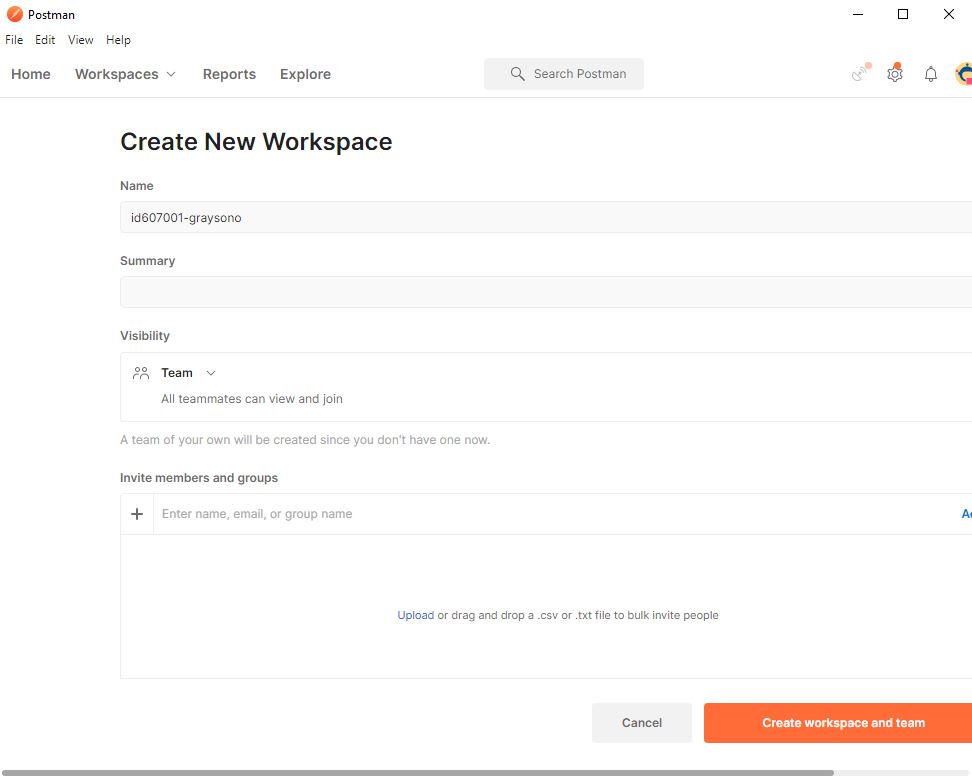 Postman
File Edit View Help
Home Workspaces Reports Explore Search Postman
Create New Workspace
Name
id607001-graysono
Summary
Visibility
Team
All teammates can view and join
A team of your own will be created since you don't have one now.
Invite members and groups
Enter name, email, or group name
Upload or drag and drop a .csv or .txt file to bulk invite people
Cancel Create workspace and team